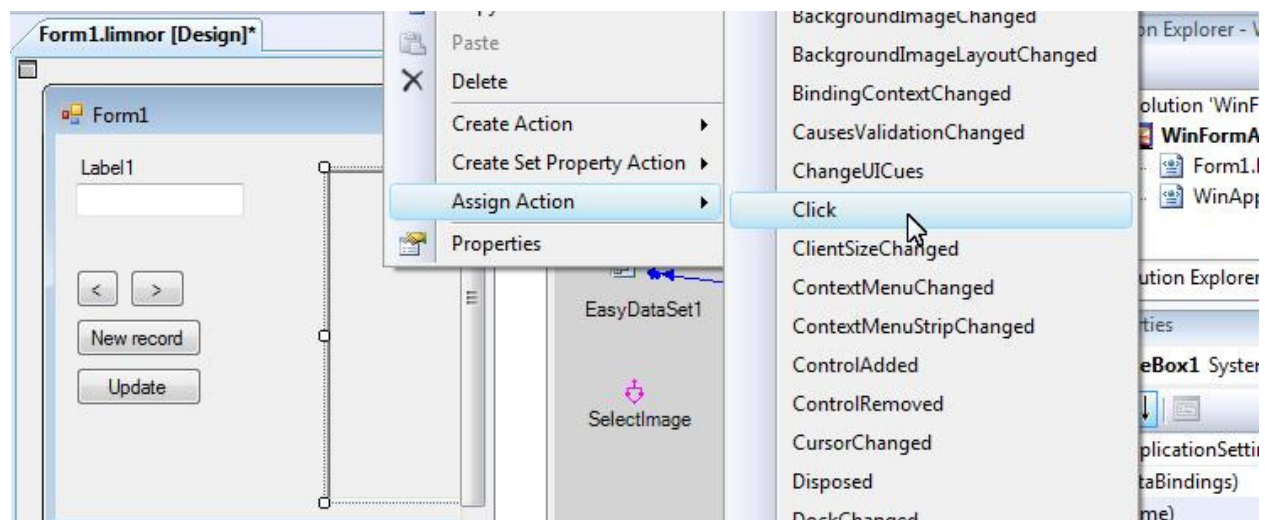 Form1.limnor [Design]*
Form1
Label1
<
>
New record
Update
Paste
Delete
Create Action
Create Set Property Action
Assign Action
Properties
EasyDataSet1
SelectImage
BackgroundImageChanged
BackgroundImageLayoutChanged
BindingContextChanged
CausesValidationChanged
ChangeUICues
Click
ClientSizeChanged
ContextMenuChanged
ContextMenuStripChanged
ControlAdded
ControlRemoved
CursorChanged
Disposed
DockChanged
on Explorer -
olution 'WinF
WinFormA
Form1.
WinApp
ution Explorer
rties
eBox1 System
plicationSetti
taBindings)
me)